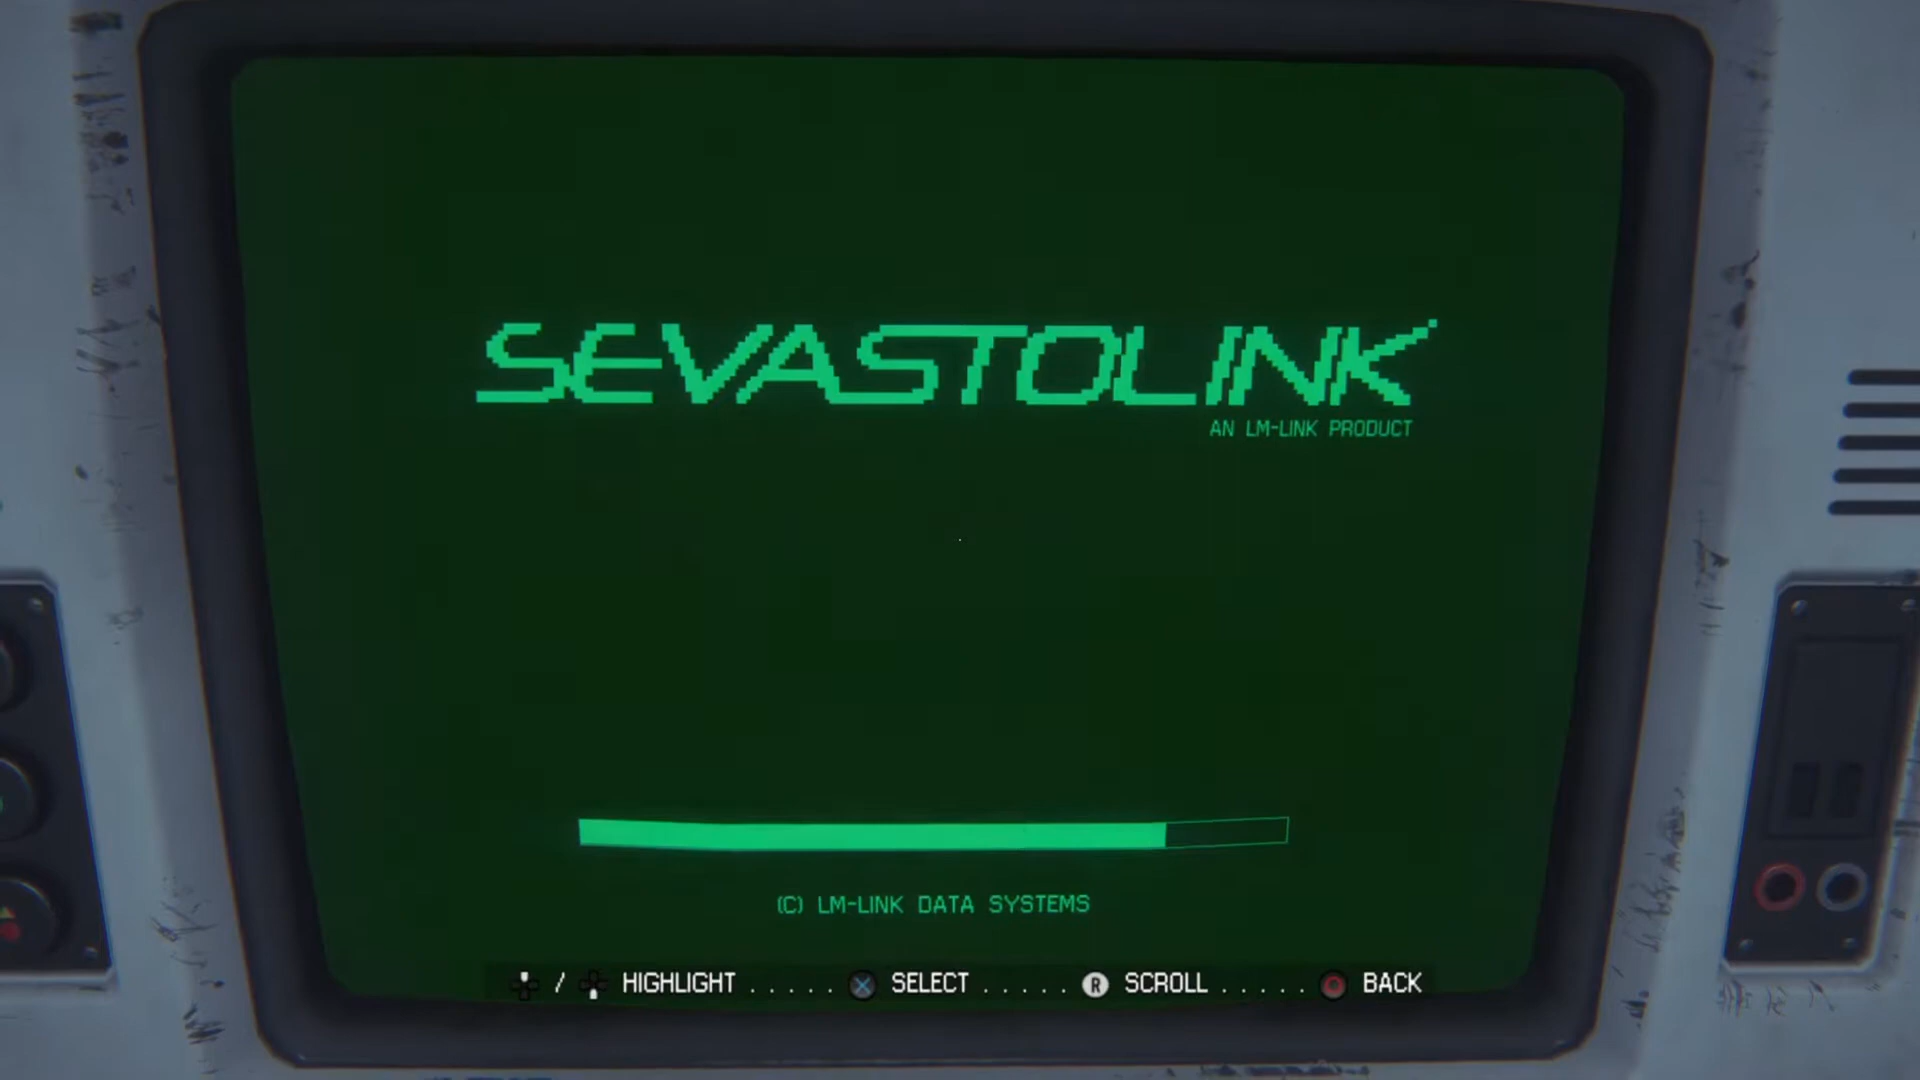 SEVASTOLINK
AN LM-LINK PRODUCT
(C) LM-LINK DATA SYSTEMS
/ HIGHLIGHT ..... SELECT ..... R SCROLL ..... BACK